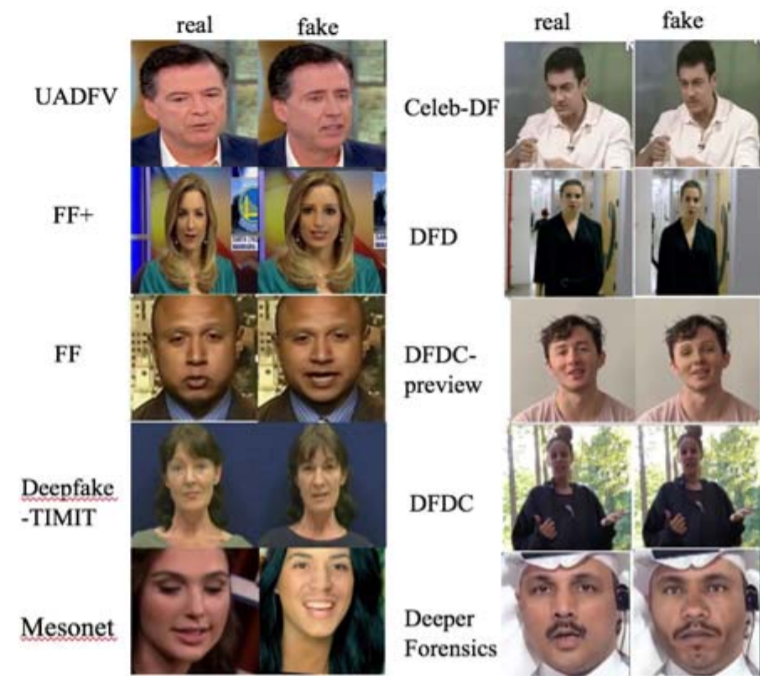 real fake
UADFV
FF+
FF
Deepfake
-TIMIT
Mesonet
real fake
Celeb-DF
DFD
DFDC-
preview
DFDC
Deeper
Forensics